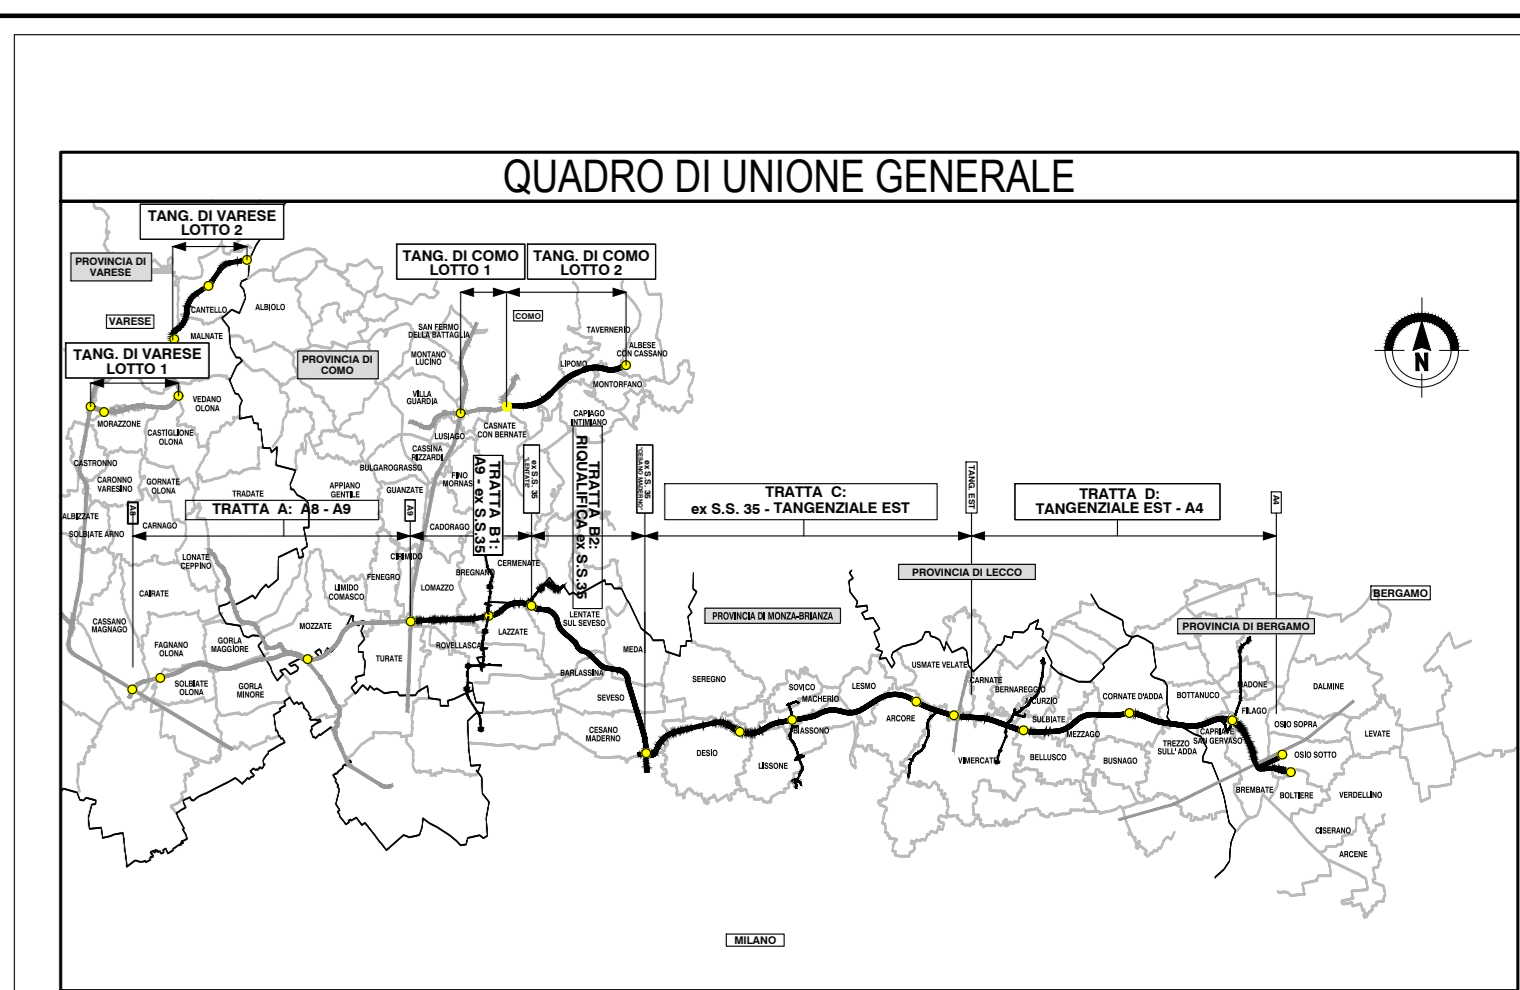 QUADRO DI UNIONE GENERALE
TANG. DI VARESE
LOTTO 2
PROVINCIA DI
VARESE
CANTELLO
ALBIOLO
VARESE
MALNATE
TANG. DI VARESE
LOTTO 1
PROVINCIA DI
COMO
TANG. DI COMO
LOTTO 1
TANG. DI COMO
LOTTO 2
COMO
SAN FERMO
DELLA BATTAGLIA
MONTANO
LUCINO
VILLA
GUARDIA
TAVERNERIO
ALBESE
CON CASSANO
LIPOMO
MONTORFANO
N
VEDANO
OLONA
MORAZZONE
CASTIGLIONE
OLONA
CASTRONNO
CARONNO
VARESINO
GORNATE
OLONA
LUSIAGO
CASNATE
CON BERNATE
CAPIAGO
INTIMIANO
CASSINA
RIZZARDI
BULGAROGRASSO
FINO
MORNAS
APPIANO
GENTILE
GUANZATE
TRADATE
ALBIZZATE
SOLBIATE ARNO
CARNAGO
A8
TRATTA A: A8 - A9
A9
TRATTA B1:
A9 - ex S.S.35
ex S.S. 35
"LENTATE"
TRATTA B2:
RIQUALIFICA ex S.S.35
ex S.S. 35
"CESANO MADERNO"
TRATTA C:
ex S.S. 35 - TANGENZIALE EST
TANG. EST
TRATTA D:
TANGENZIALE EST - A4
A4
CADORAGO
LONATE
CEPPINO
CIRIMIDO
FENEGRO
LOMAZZO
BREGNANO
CERMENATE
LIMIDO
COMASCO
CAIRATE
CASSANO
MAGNAGO
MOZZATE
FAGNANO
OLONA
GORLA
MAGGIORE
SOLBIATE
OLONA
GORLA
MINORE
TURATE
ROVELLASCA
LAZZATE
LENTATE
SUL SEVESO
MEDA
BARLASSINA
SEVESO
CESANO
MADERNO
PROVINCIA DI LECCO
PROVINCIA DI MONZA-BRIANZA
PROVINCIA DI BERGAMO
BERGAMO
SEREGNO
DESIO
LISSONE
SOVICO
MACHERIO
BIASSONO
LESMO
ARCORE
USMATE VELATE
CARNATE
BERNAREGGIO
SULBIATE
VIMERCATE
BELLUSCO
MEZZAGO
CORNATE D'ADDA
BUSNAGO
BOTTANUCO
TREZZO
SULL' ADDA
CAPRIATE
SAN GERVASO
MADONE
FILAGO
DALMINE
OSIO SOPRA
OSIO SOTTO
LEVATE
BREMBATE
BOLTIERE
VERDELLINO
CISERANO
ARCENE
MILANO